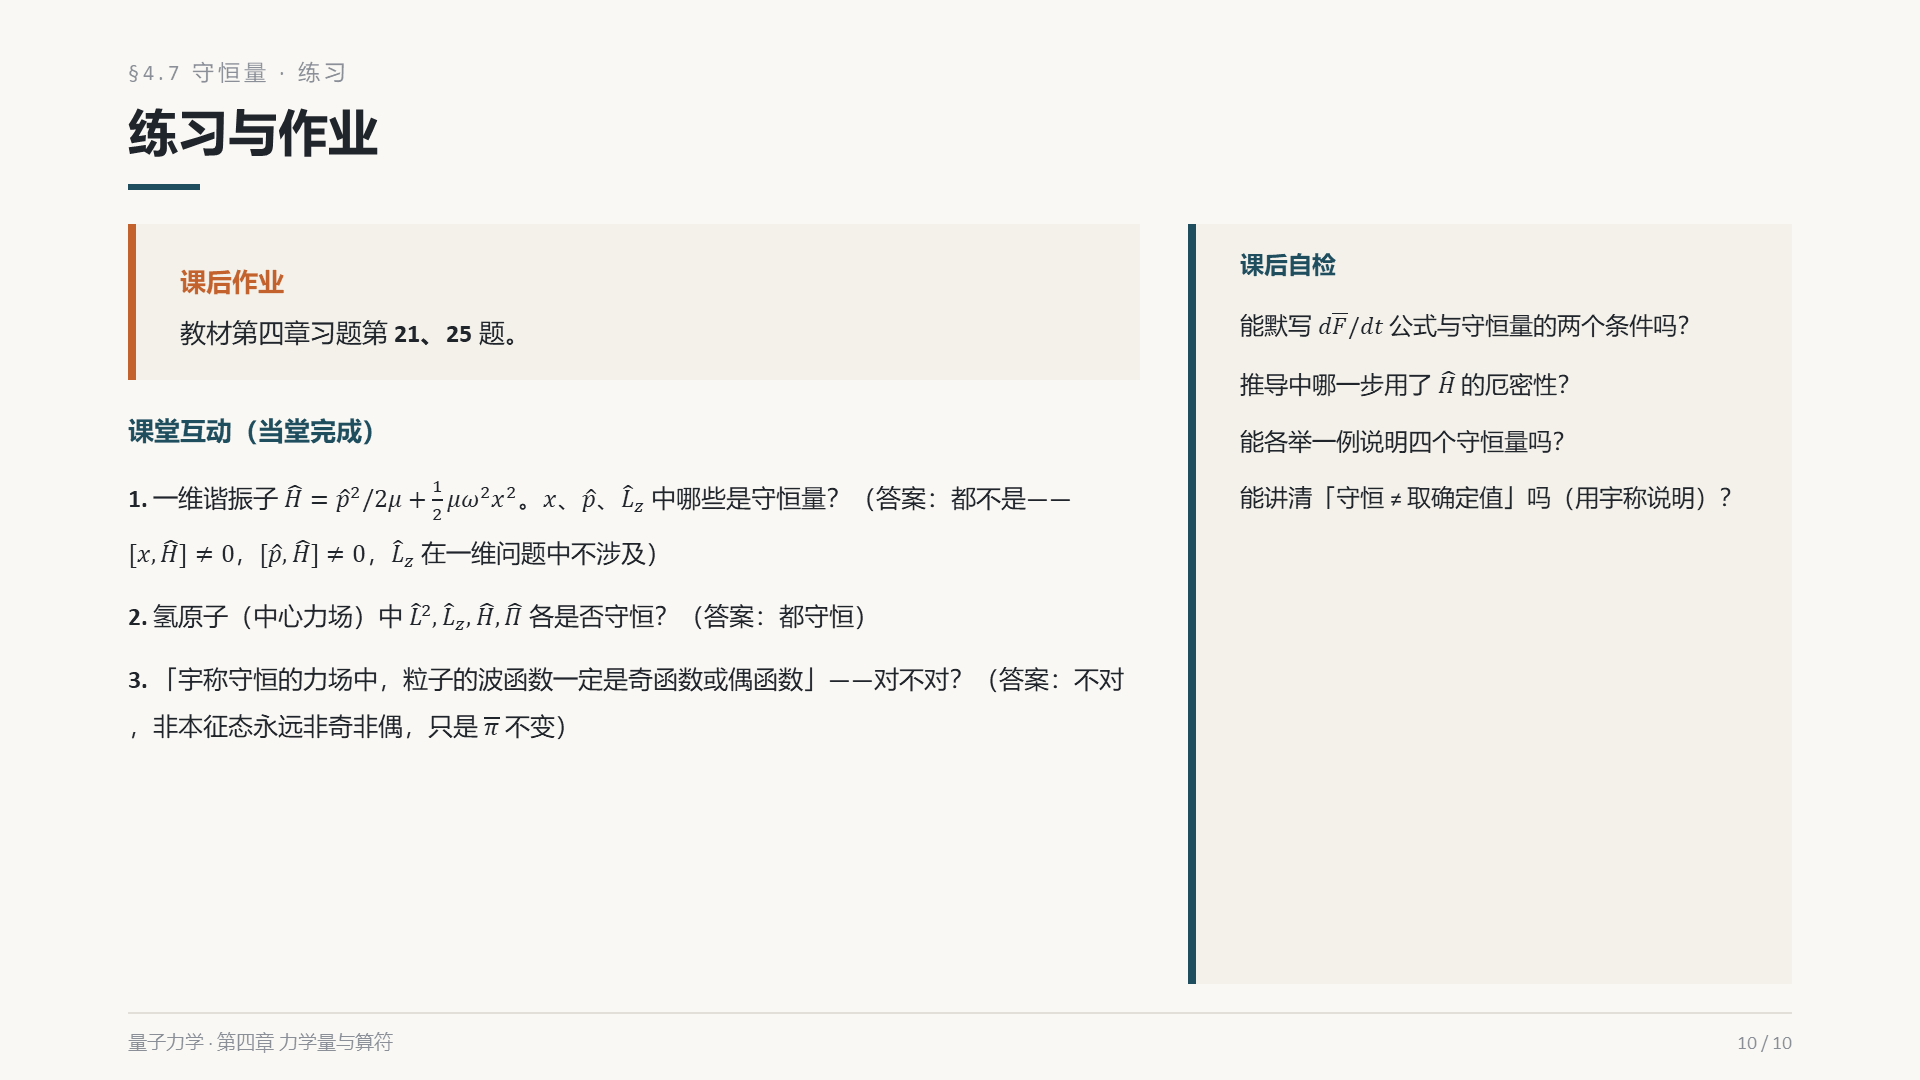 §4.7 守恒量 · 练习
练习与作业
课后作业
教材第四章习题第 21、25 题。
课堂互动（当堂完成）
1. 一维谐振子 Ĥ = p̂²/2μ + ½μω²x²。x、p̂、L̂_z 中哪些是守恒量？（答案：都不是——
[x, Ĥ] ≠ 0，[p̂, Ĥ] ≠ 0，L̂_z 在一维问题中不涉及）
2. 氢原子（中心力场）中 L̂², L̂_z, Ĥ, Π̂ 各是否守恒？（答案：都守恒）
3. 「宇称守恒的力场中，粒子的波函数一定是奇函数或偶函数」——对不对？（答案：不对
，非本征态永远非奇非偶，只是 π̅ 不变）
课后自检
能默写 dF̅/dt 公式与守恒量的两个条件吗？
推导中哪一步用了 Ĥ 的厄密性？
能各举一例说明四个守恒量吗？
能讲清「守恒 ≠ 取确定值」吗（用宇称说明）？
量子力学 · 第四章 力学量与算符
10 / 10